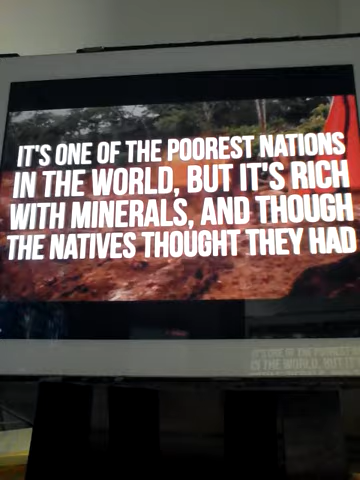 IT'S ONE OF THE POOREST NATIONS
IN THE WORLD, BUT IT'S RICH
WITH MINERALS, AND THOUGH
THE NATIVES THOUGHT THEY HAD